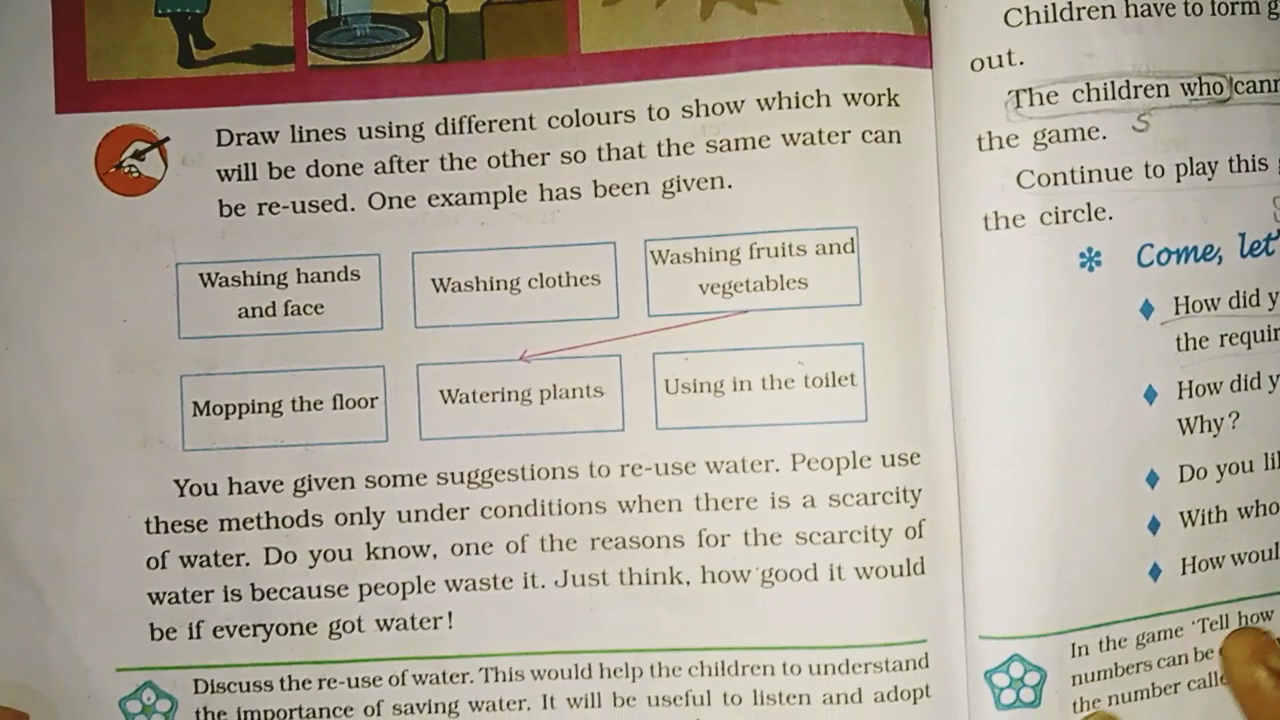 Draw lines using different colours to show which work
will be done after the other so that the same water can
be re-used. One example has been given.
Washing hands
and face
Washing clothes
Washing fruits and
vegetables
Mopping the floor
Watering plants
Using in the toilet
You have given some suggestions to re-use water. People use
these methods only under conditions when there is a scarcity
of water. Do you know, one of the reasons for the scarcity of
water is because people waste it. Just think, how good it would
be if everyone got water!
Discuss the re-use of water. This would help the children to understand
the importance of saving water. It will be useful to listen and adopt
Children have to form
out.
The children who
the game. S
Continue to play this
the circle.
Come, let'
How did
the
How did
Why?
Do you
With
How
In the game 'Tell how
numbers can be
the number